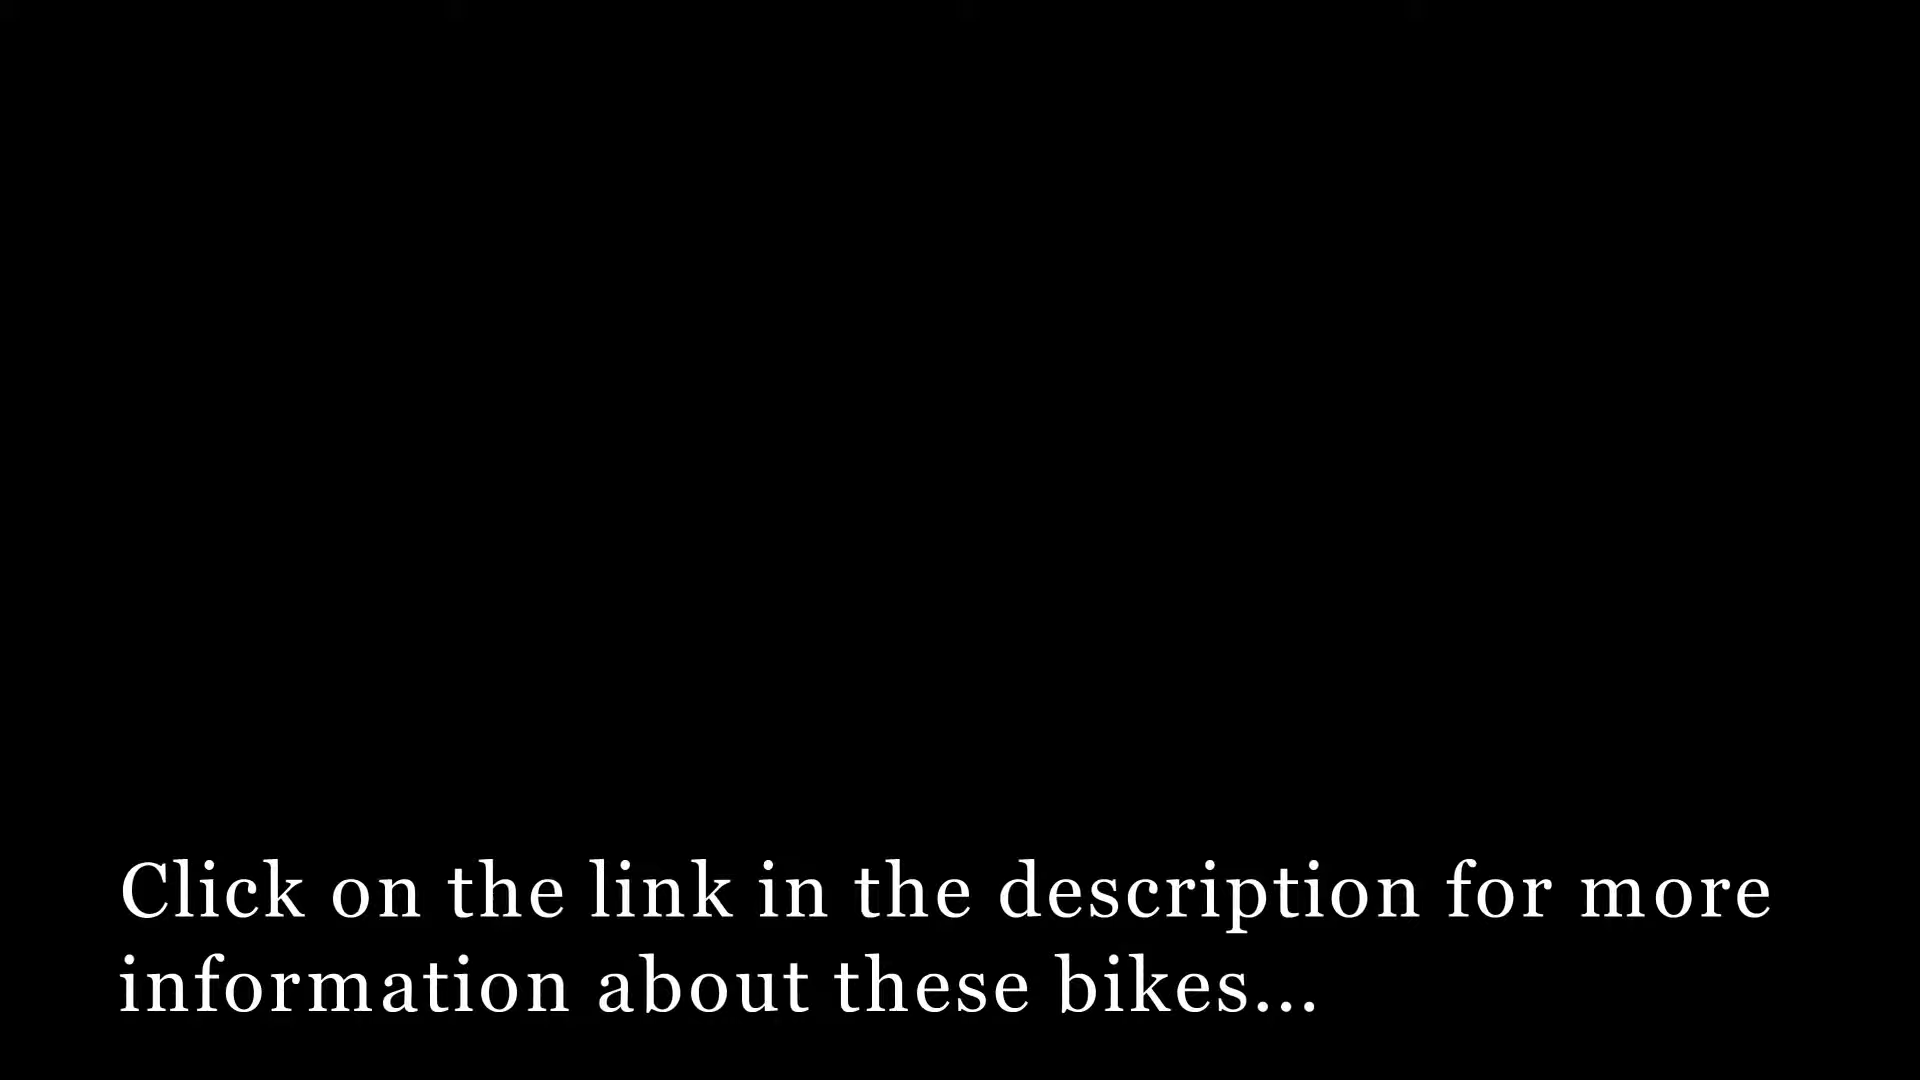 Click on the link in the description for more
information about these bikes...